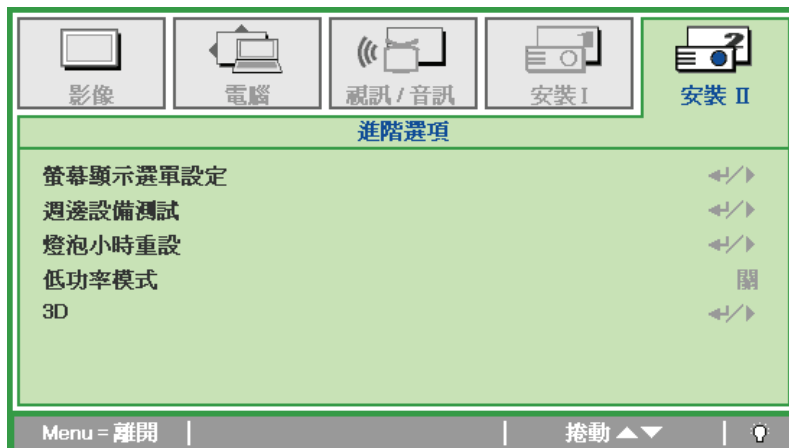 影像 電腦 視訊 / 音訊 安裝 I 安裝 II
進階選項
螢幕顯示選單設定
週邊設備測試
燈泡小時重設
低功率模式 關
3D
Menu = 離開 捲動